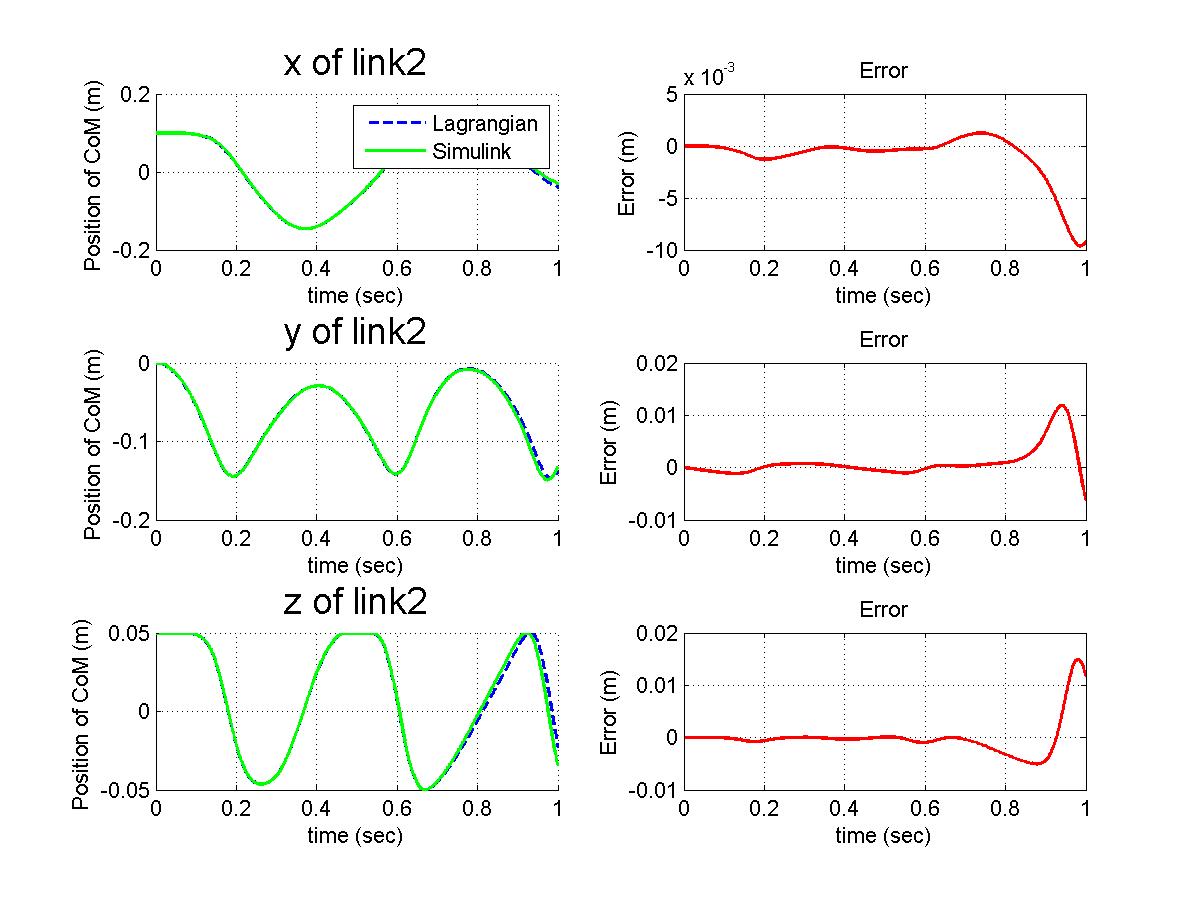 x of link2
Position of CoM (m)
0.2
0
-0.2
0 0.2 0.4 0.6 0.8 1
time (sec)
Lagrangian
Simulink
Error
x 10^-3
Error (m)
5
0
-5
-10
0 0.2 0.4 0.6 0.8 1
time (sec)
y of link2
Position of CoM (m)
0
-0.1
-0.2
0 0.2 0.4 0.6 0.8 1
time (sec)
Error
Error (m)
0.02
0.01
0
-0.01
0 0.2 0.4 0.6 0.8 1
time (sec)
z of link2
Position of CoM (m)
0.05
0
-0.05
0 0.2 0.4 0.6 0.8 1
time (sec)
Error
Error (m)
0.02
0.01
0
-0.01
0 0.2 0.4 0.6 0.8 1
time (sec)